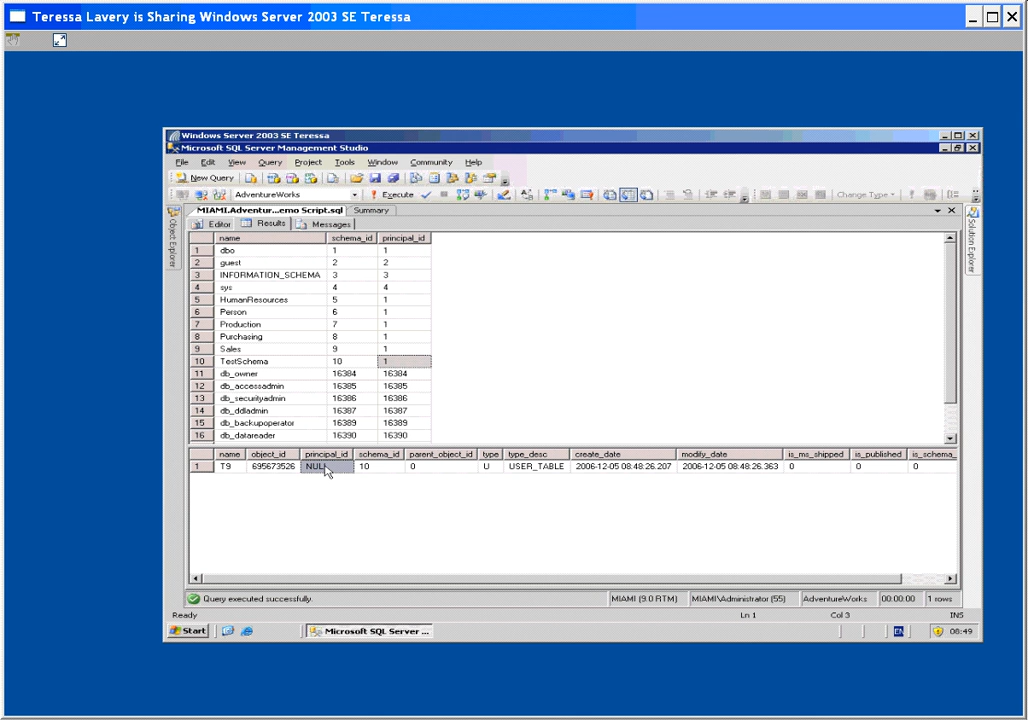 Teressa Lavery is Sharing Windows Server 2003 SE Teressa
Windows Server 2003 SE Teressa
Microsoft SQL Server Management Studio
File Edit View Query Project Tools Window Community Help
New Query
AdventureWorks Execute Change Type
MIAMI.Adventur...emo Script.sql Summary
Editor Results Messages
Object Explorer
Solution Explorer
name schema_id principal_id
1 dbo 1 1
2 guest 2 2
3 INFORMATION_SCHEMA 3 3
4 sys 4 4
5 HumanResources 5 1
6 Person 6 1
7 Production 7 1
8 Purchasing 8 1
9 Sales 9 1
10 TestSchema 10 1
11 db_owner 16384 16384
12 db_accessadmin 16385 16385
13 db_securityadmin 16386 16386
14 db_ddladmin 16387 16387
15 db_backupoperator 16389 16389
16 db_datareader 16390 16390
name object_id principal_id schema_id parent_object_id type type_desc create_date modify_date is_ms_shipped is_published is_schema_
1 T9 695673526 NULL 10 0 U USER_TABLE 2006-12-05 08:48:26.207 2006-12-05 08:48:26.363 0 0 0
Query executed successfully. MIAMI (9.0 RTM) MIAMI\Administrator (55) AdventureWorks 00:00:00 1 rows
Ready Ln 1 Col 3 INS
Start Microsoft SQL Server ... EN 08:49